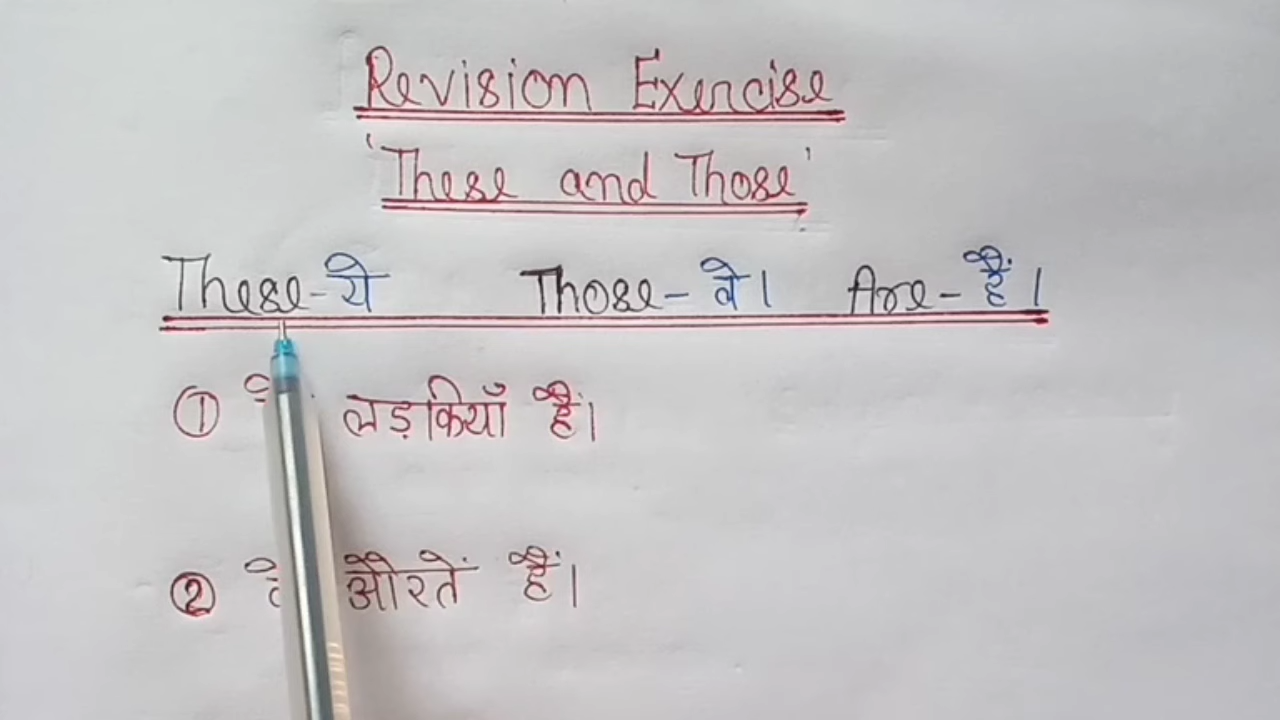 Revision Exercise
'These and Those'
These-ये Those-वे। Are-हैं।
① लड़कियाँ हैं।
② औरतें हैं।